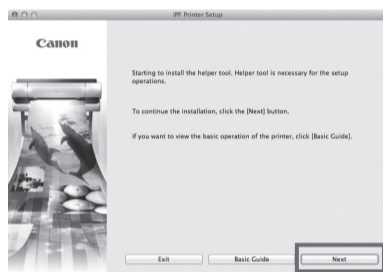 iPF Printer Setup
Canon
Starting to install the helper tool. Helper tool is necessary for the setup
operations.
To continue the installation, click the [Next] button.
If you want to view the basic operation of the printer, click [Basic Guide].
Exit
Basic Guide
Next